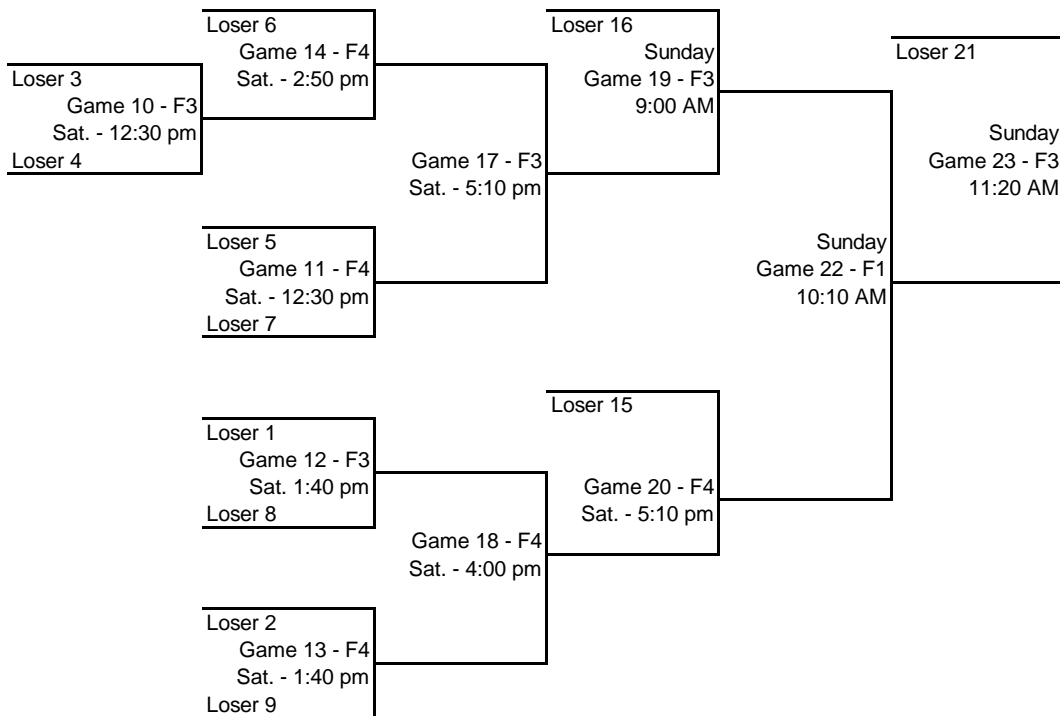 Loser 6
Game 14 - F4
Sat. - 2:50 pm
Loser 3
Game 10 - F3
Sat. - 12:30 pm
Loser 4
Loser 5
Game 11 - F4
Sat. - 12:30 pm
Loser 7
Game 17 - F3
Sat. - 5:10 pm
Loser 16
Sunday
Game 19 - F3
9:00 AM
Loser 1
Game 12 - F3
Sat. 1:40 pm
Loser 8
Loser 2
Game 13 - F4
Sat. - 1:40 pm
Loser 9
Game 18 - F4
Sat. - 4:00 pm
Loser 15
Game 20 - F4
Sat. - 5:10 pm
Sunday
Game 22 - F1
10:10 AM
Loser 21
Sunday
Game 23 - F3
11:20 AM